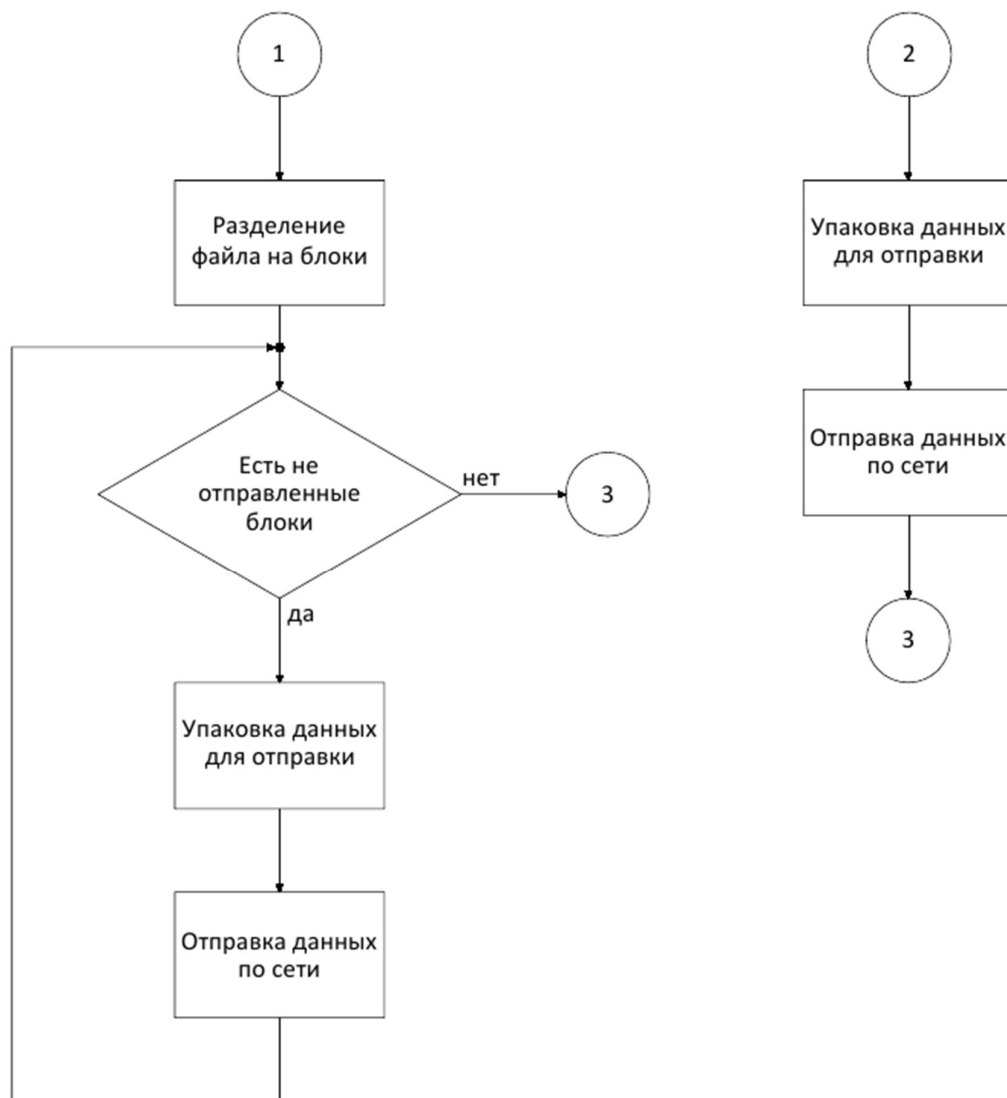 1
Разделение
файла на блоки
Есть не
отправленные
блоки
нет
3
да
Упаковка данных
для отправки
Отправка данных
по сети
2
Упаковка данных
для отправки
Отправка данных
по сети
3